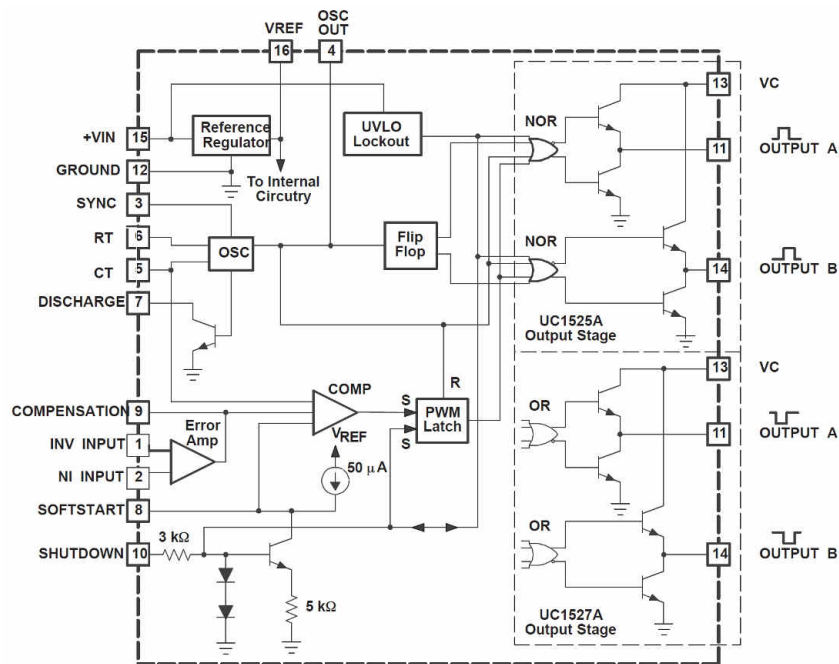 OSC
OUT
VREF
16
4
13
VC
+VIN
15
Reference
Regulator
UVLO
Lockout
NOR
11
OUTPUT A
GROUND
12
To Internal
Circutry
SYNC
3
RT
6
OSC
Flip
Flop
NOR
CT
5
14
OUTPUT B
DISCHARGE
7
UC1525A
Output Stage
13
VC
R
COMP
COMPENSATION
9
S
PWM
Latch
S
OR
11
OUTPUT A
Error
Amp
INV INPUT
1
VREF
NI INPUT
2
50 μA
SOFTSTART
8
OR
SHUTDOWN
10
3 kΩ
14
OUTPUT B
5 kΩ
UC1527A
Output Stage